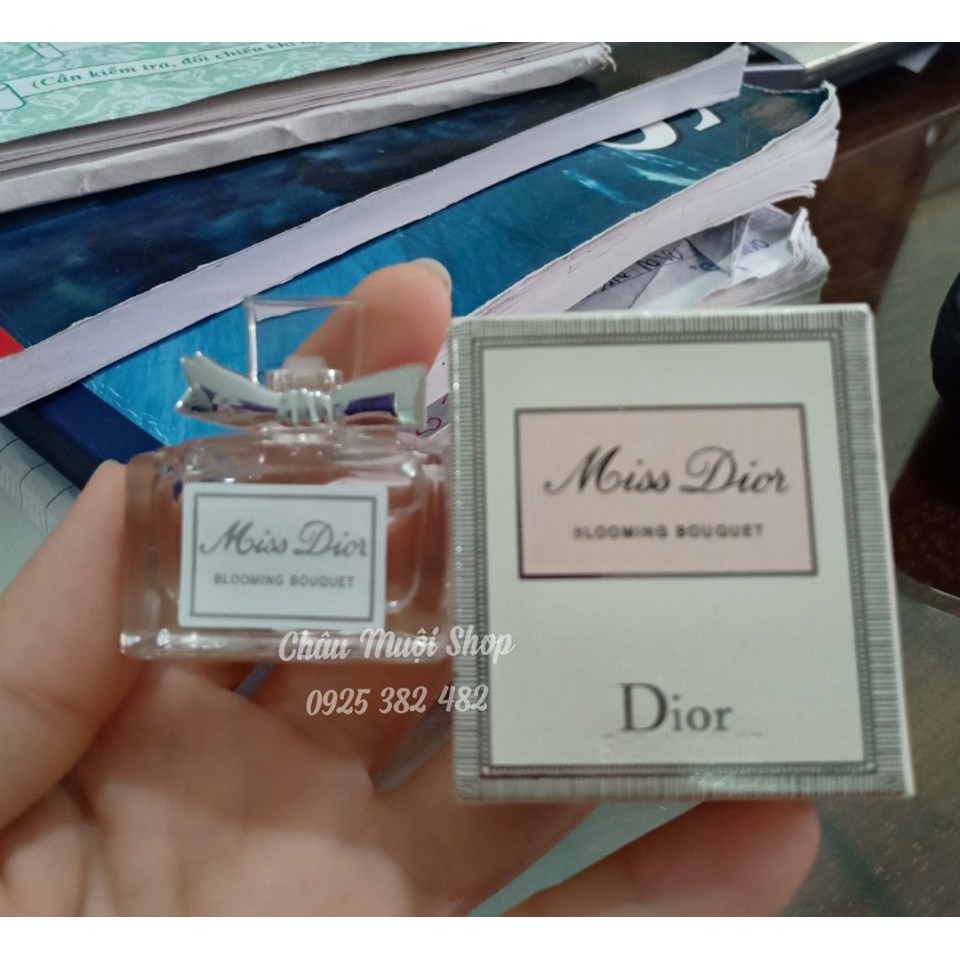 (Cần kiểm tra, đối chiếu khi
Miss Dior
BLOOMING BOUQUET
Miss Dior
BLOOMING BOUQUET
Châu Muội Shop
0925 382 482
Dior